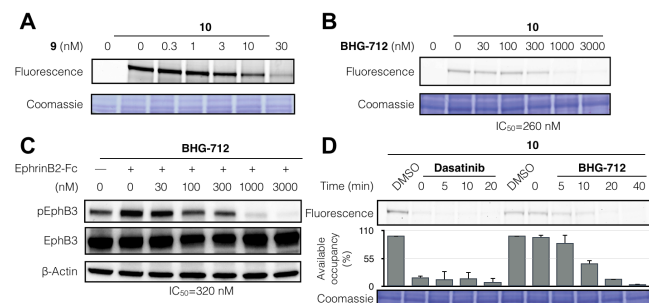 A
10
9 (nM) 0 0 0.3 1 3 10 30
Fluorescence
Coomassie
B
10
BHG-712 (nM) 0 0 30 100 300 1000 3000
Fluorescence
Coomassie
IC50=260 nM
C
BHG-712
EphrinB2-Fc — + + + + + +
(nM) 0 0 30 100 300 1000 3000
pEphB3
EphB3
β-Actin
IC50=320 nM
D
10
DMSO Dasatinib DMSO BHG-712
Time (min) 0 5 10 20 0 5 10 20 40
Fluorescence
Available occupancy (%)
110
55
0
Coomassie